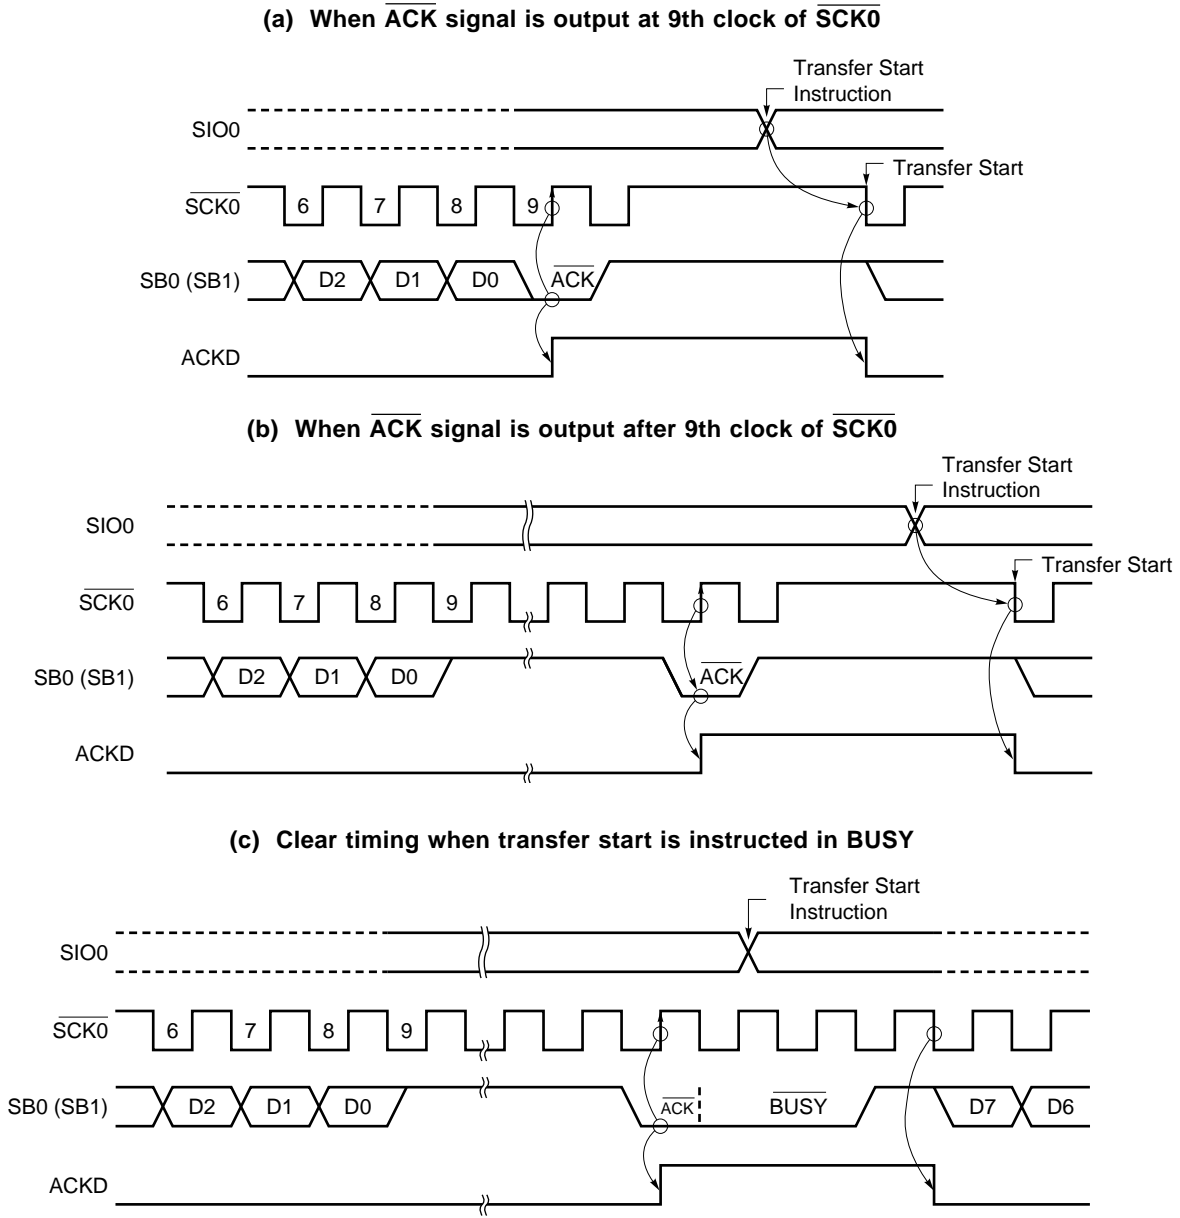 (a) When ACK signal is output at 9th clock of SCK0
Transfer Start
Instruction
SIO0
Transfer Start
SCK0
6 7 8 9
SB0 (SB1)
D2 D1 D0 ACK
ACKD
(b) When ACK signal is output after 9th clock of SCK0
Transfer Start
Instruction
SIO0
Transfer Start
SCK0
6 7 8 9
SB0 (SB1)
D2 D1 D0 ACK
ACKD
(c) Clear timing when transfer start is instructed in BUSY
Transfer Start
Instruction
SIO0
SCK0
6 7 8 9
SB0 (SB1)
D2 D1 D0 ACK BUSY D7 D6
ACKD